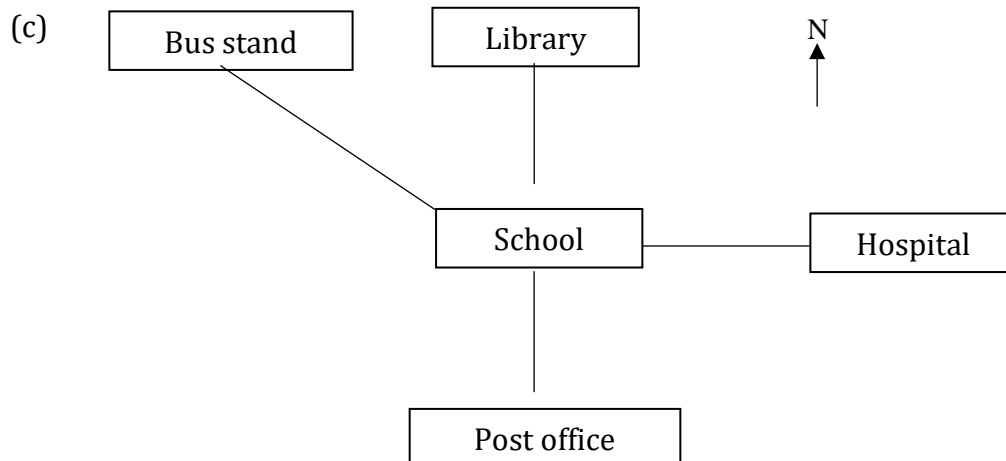 (c)
Bus stand
Library
N
School
Hospital
Post office